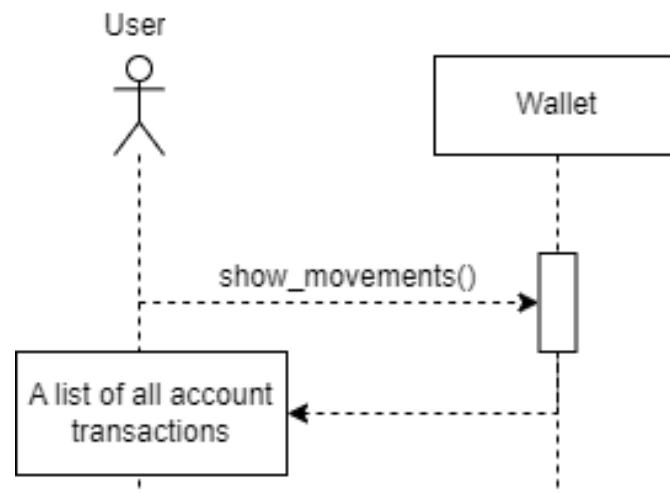 User
Wallet
show_movements()
A list of all account
transactions